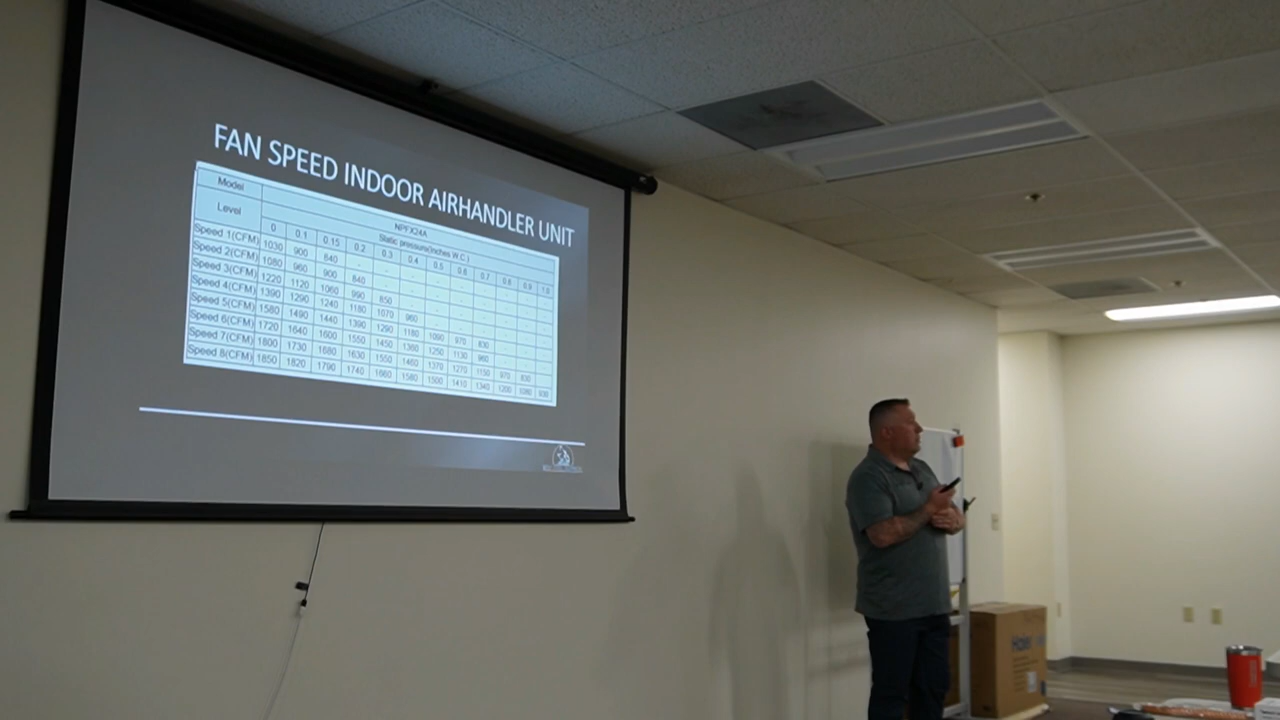 FAN SPEED INDOOR AIRHANDLER UNIT
Model NPFX24A
Level Static pressure(Inches W.C.)
0 0.1 0.15 0.2 0.3 0.4 0.5 0.6 0.7 0.8 0.9 1.0
Speed 1(CFM) 1030 900 840 - - - - - - - - -
Speed 2(CFM) 1080 960 900 840 - - - - - - - -
Speed 3(CFM) 1220 1120 1060 990 850 - - - - - - -
Speed 4(CFM) 1390 1290 1240 1180 1070 960 - - - - - -
Speed 5(CFM) 1580 1490 1440 1390 1290 1180 1090 970 830 - - -
Speed 6(CFM) 1720 1640 1600 1550 1450 1360 1250 1130 960 - - -
Speed 7(CFM) 1800 1730 1680 1630 1550 1460 1370 1270 1150 970 830 -
Speed 8(CFM) 1850 1820 1790 1740 1660 1580 1500 1410 1340 1200 1080 930
Haier